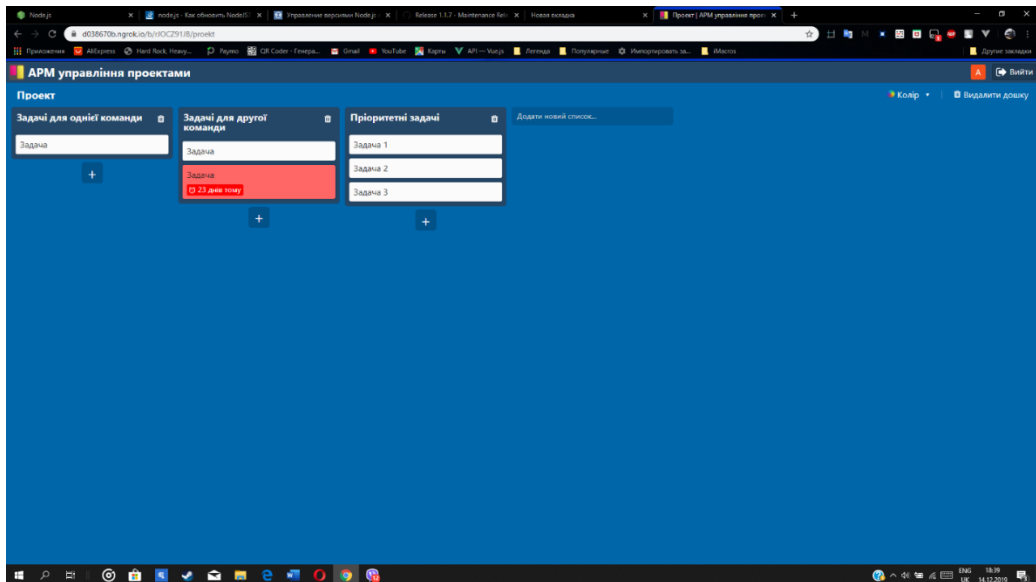 Node.js
node.js - Как обновить NodeJS
Управление версиями Node.js
Release 1.1.7 - Maintenance Rele
Новая вкладка
Проект | АРМ управління проек
d038670b.ngrok.io/b/rJOCZ91J8/proekt
Приложения
AliExpress
Hard Rock, Heavy...
Paymo
QR Coder - Генера...
Gmail
YouTube
Карты
API — Vue.js
Легенда
Популярные
Импортировать за...
iMacros
Другие закладки
АРМ управління проектами
A
Вийти
Проект
Колір
Видалити дошку
Задачі для однієї команди
Задача
+
Задачі для другої
команди
Задача
Задача
23 днів тому
+
Пріоритетні задачі
Задача 1
Задача 2
Задача 3
+
Додати новий список...
ENG
UK
18:39
14.12.2019